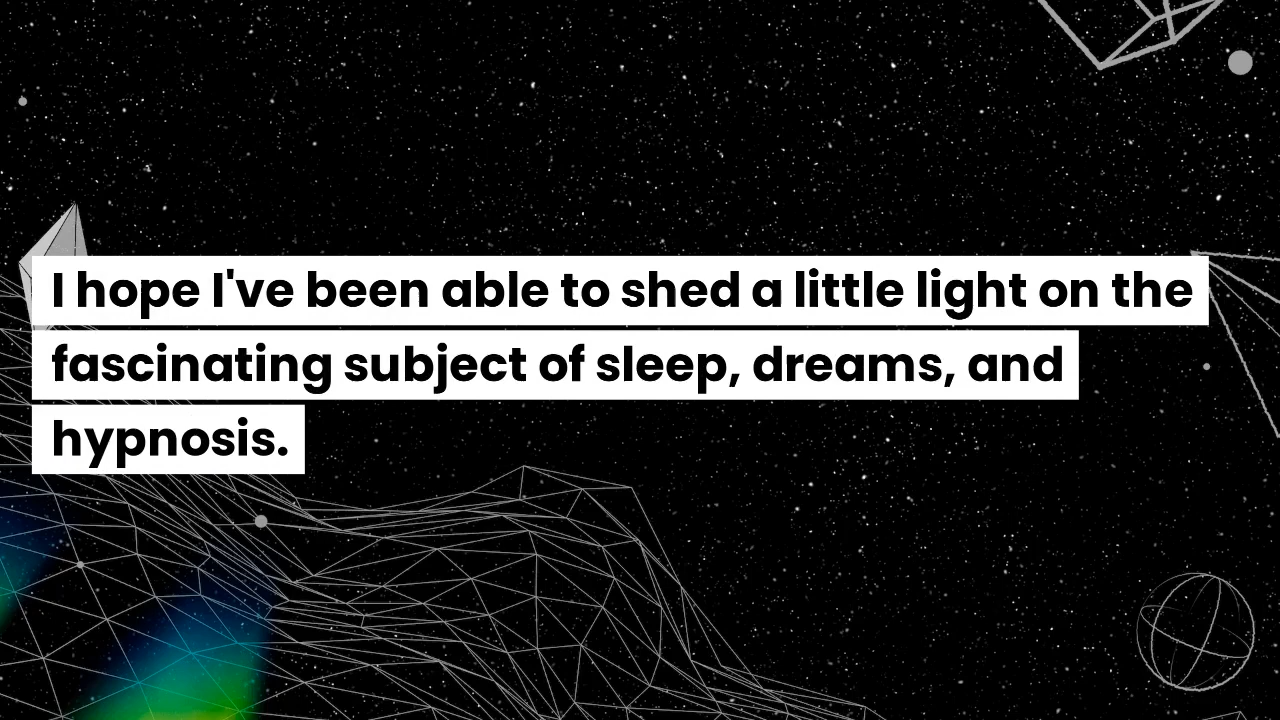 I hope I've been able to shed a little light on the
fascinating subject of sleep, dreams, and
hypnosis.